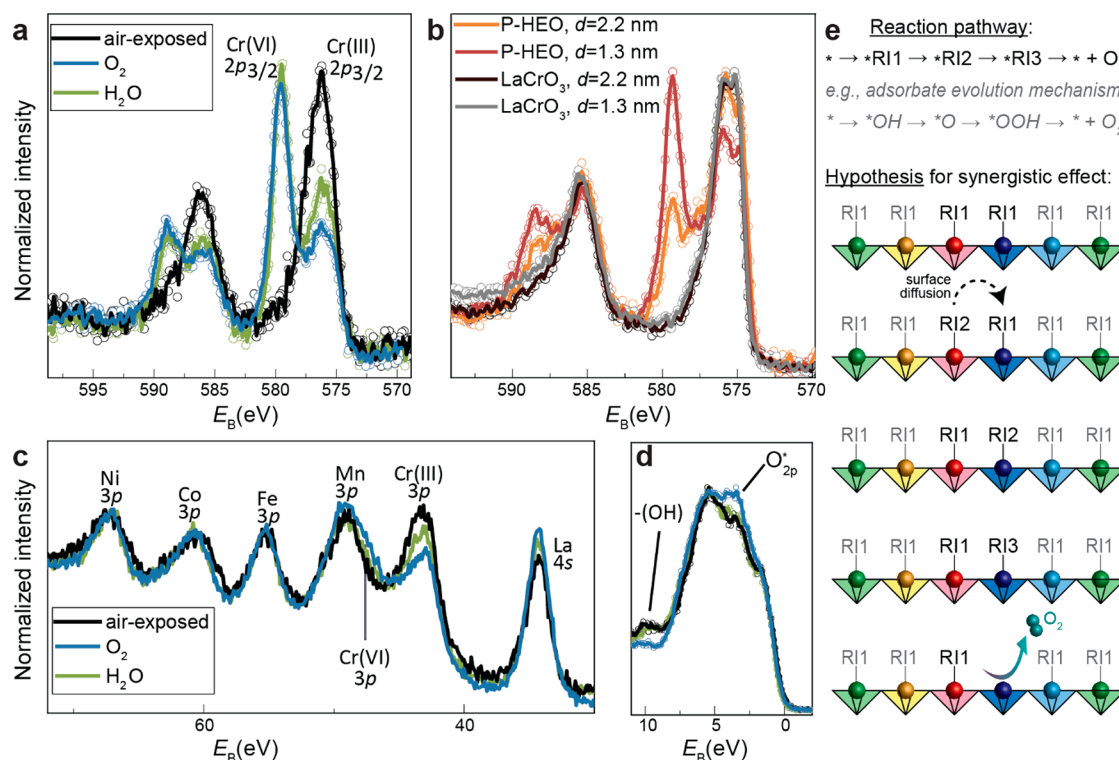 a
air-exposed
O2
H2O
Cr(VI)
2p3/2
Cr(III)
2p3/2
Normalized intensity
595 590 585 580 575 570
EB(eV)
b
P-HEO, d=2.2 nm
P-HEO, d=1.3 nm
LaCrO3, d=2.2 nm
LaCrO3, d=1.3 nm
590 585 580 575 570
EB(eV)
c
Ni
3p
Co
3p
Fe
3p
Mn
3p
Cr(III)
3p
La
4s
Cr(VI)
3p
air-exposed
O2
H2O
Normalized intensity
60 40
EB(eV)
d
O*2p
-(OH)
10 5 0
EB(eV)
e
Reaction pathway:
* → *RI1 → *RI2 → *RI3 → * + O
e.g., adsorbate evolution mechanism
* → *OH → *O → *OOH → * + O2
Hypothesis for synergistic effect:
RI1 RI1 RI1 RI1 RI1 RI1
surface
diffusion
RI1 RI1 RI2 RI1 RI1 RI1
RI1 RI1 RI1 RI2 RI1 RI1
RI1 RI1 RI1 RI3 RI1 RI1
O2
RI1 RI1 RI1 RI1 RI1